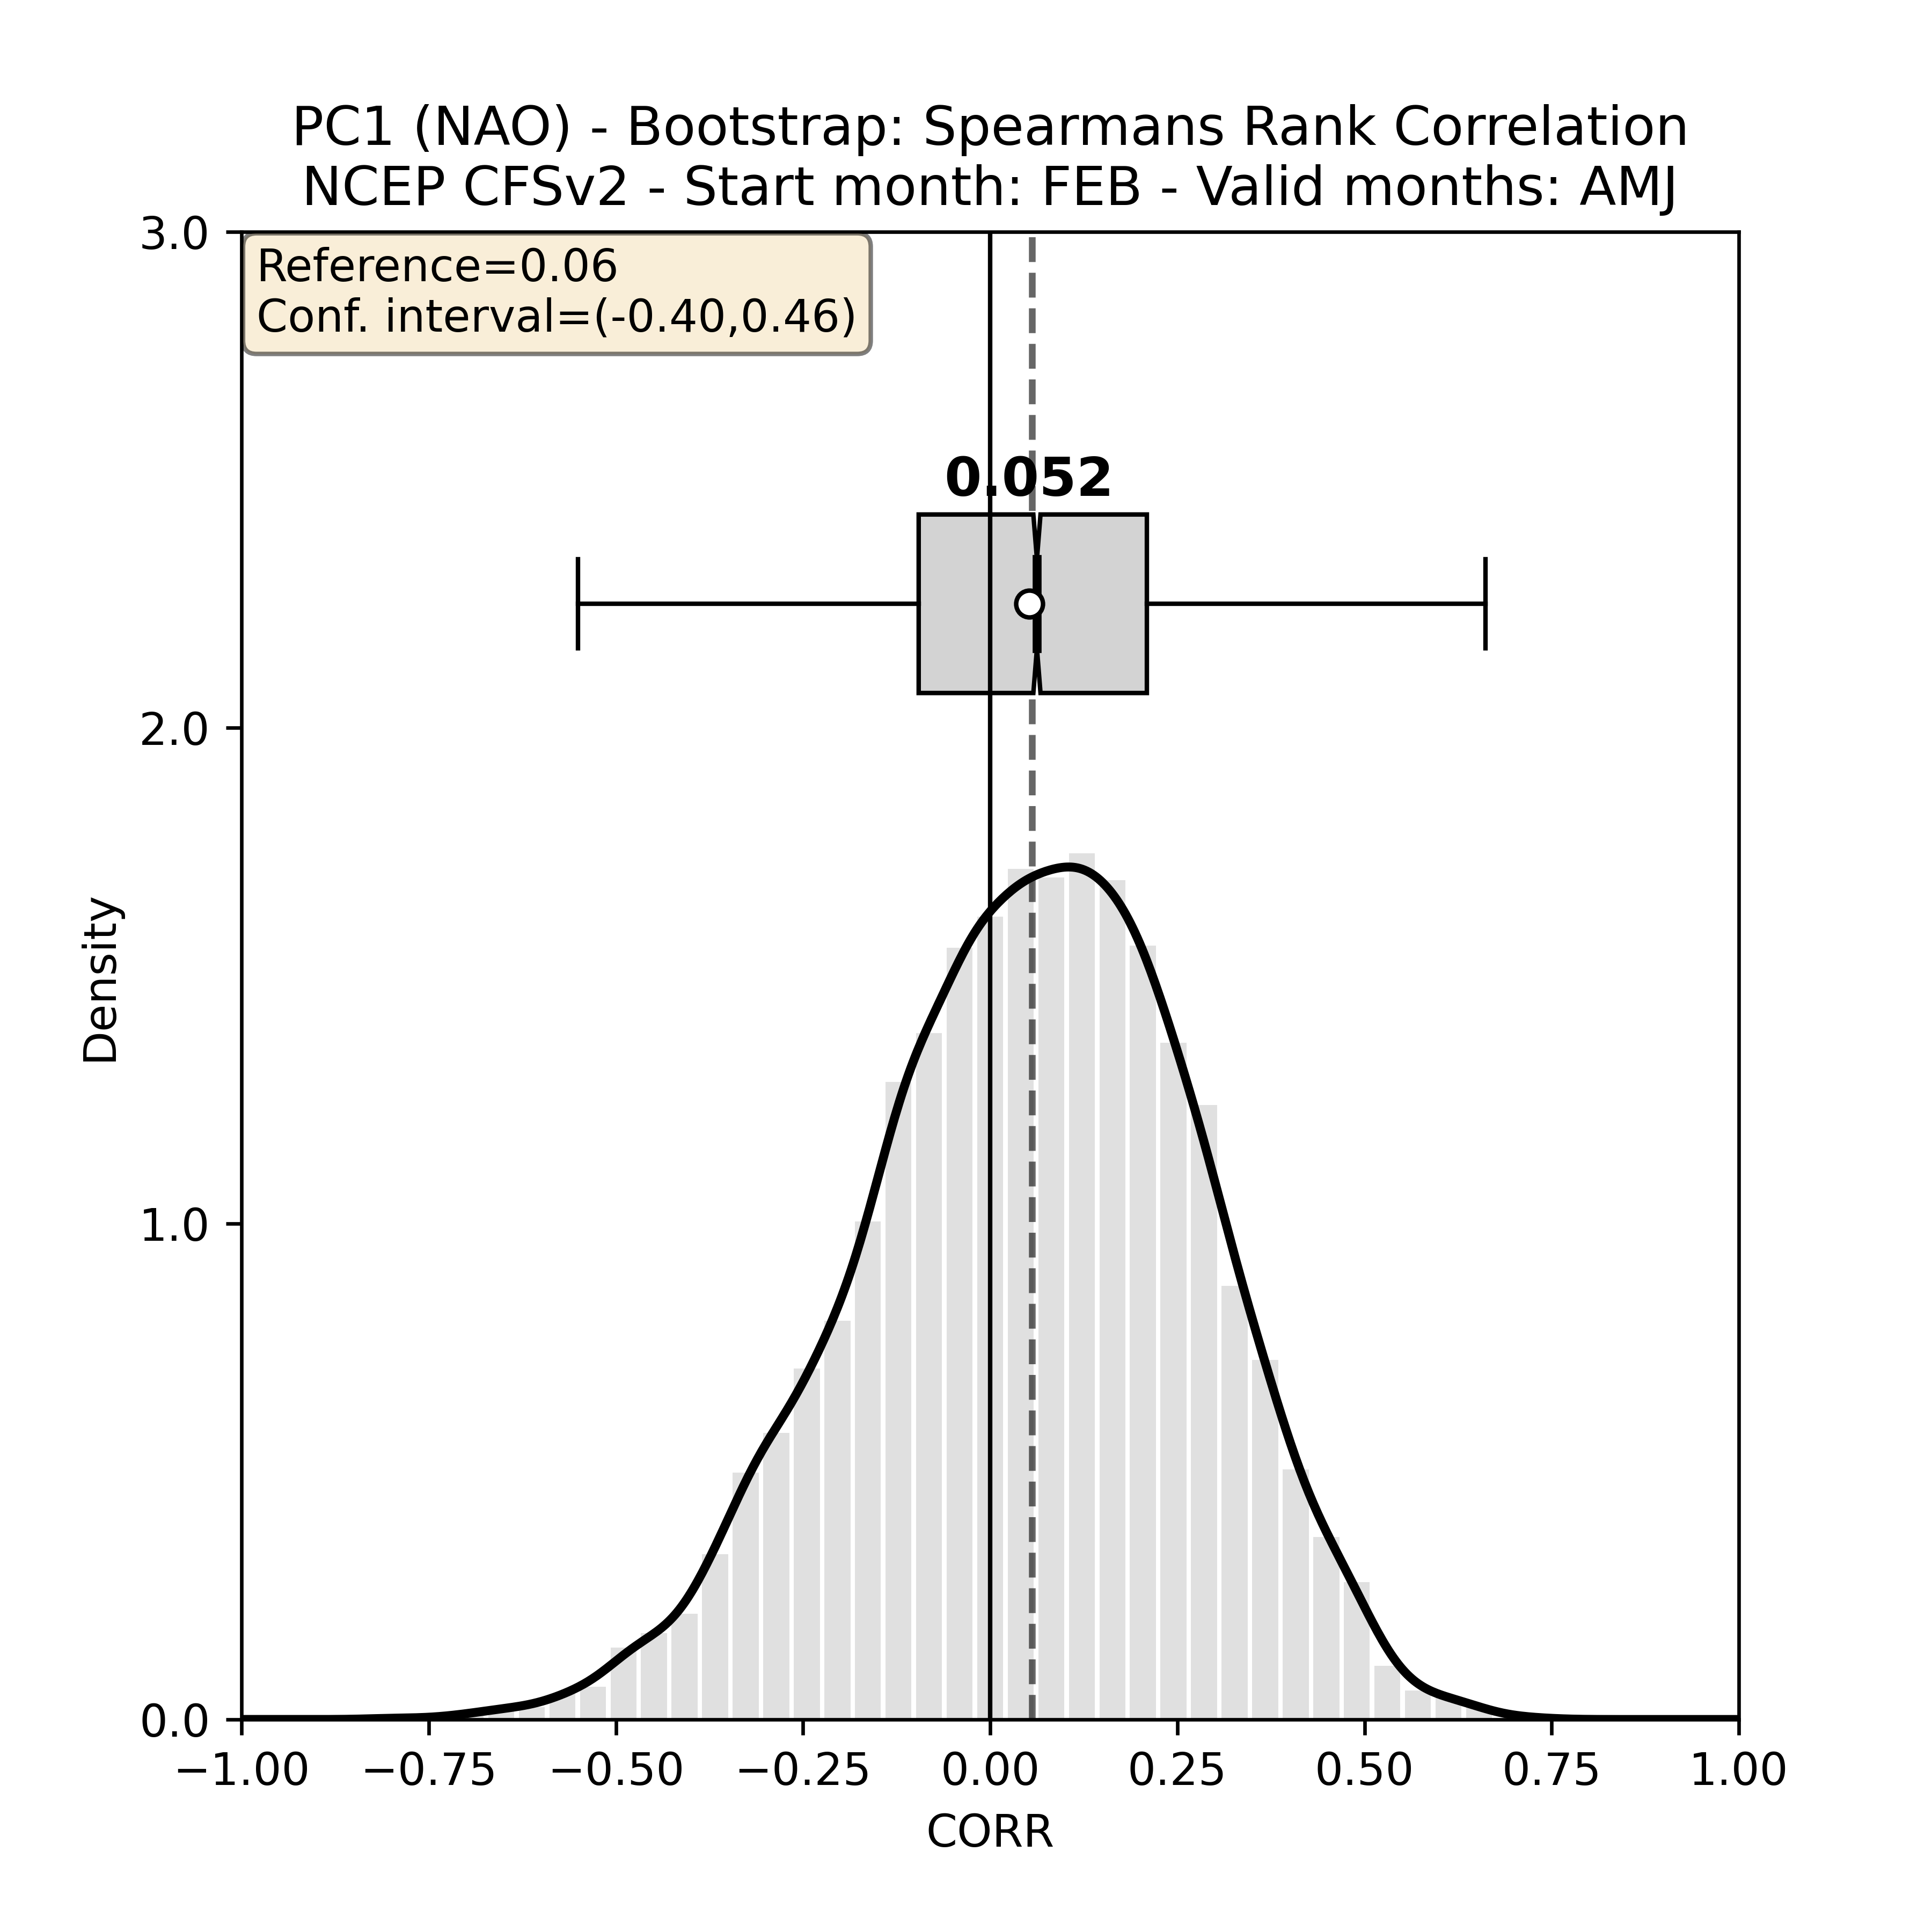 PC1 (NAO) - Bootstrap: Spearmans Rank Correlation
NCEP CFSv2 - Start month: FEB - Valid months: AMJ
Reference=0.06
Conf. interval=(-0.40,0.46)
0.052
3.0
2.0
1.0
0.0
Density
−1.00 −0.75 −0.50 −0.25 0.00 0.25 0.50 0.75 1.00
CORR